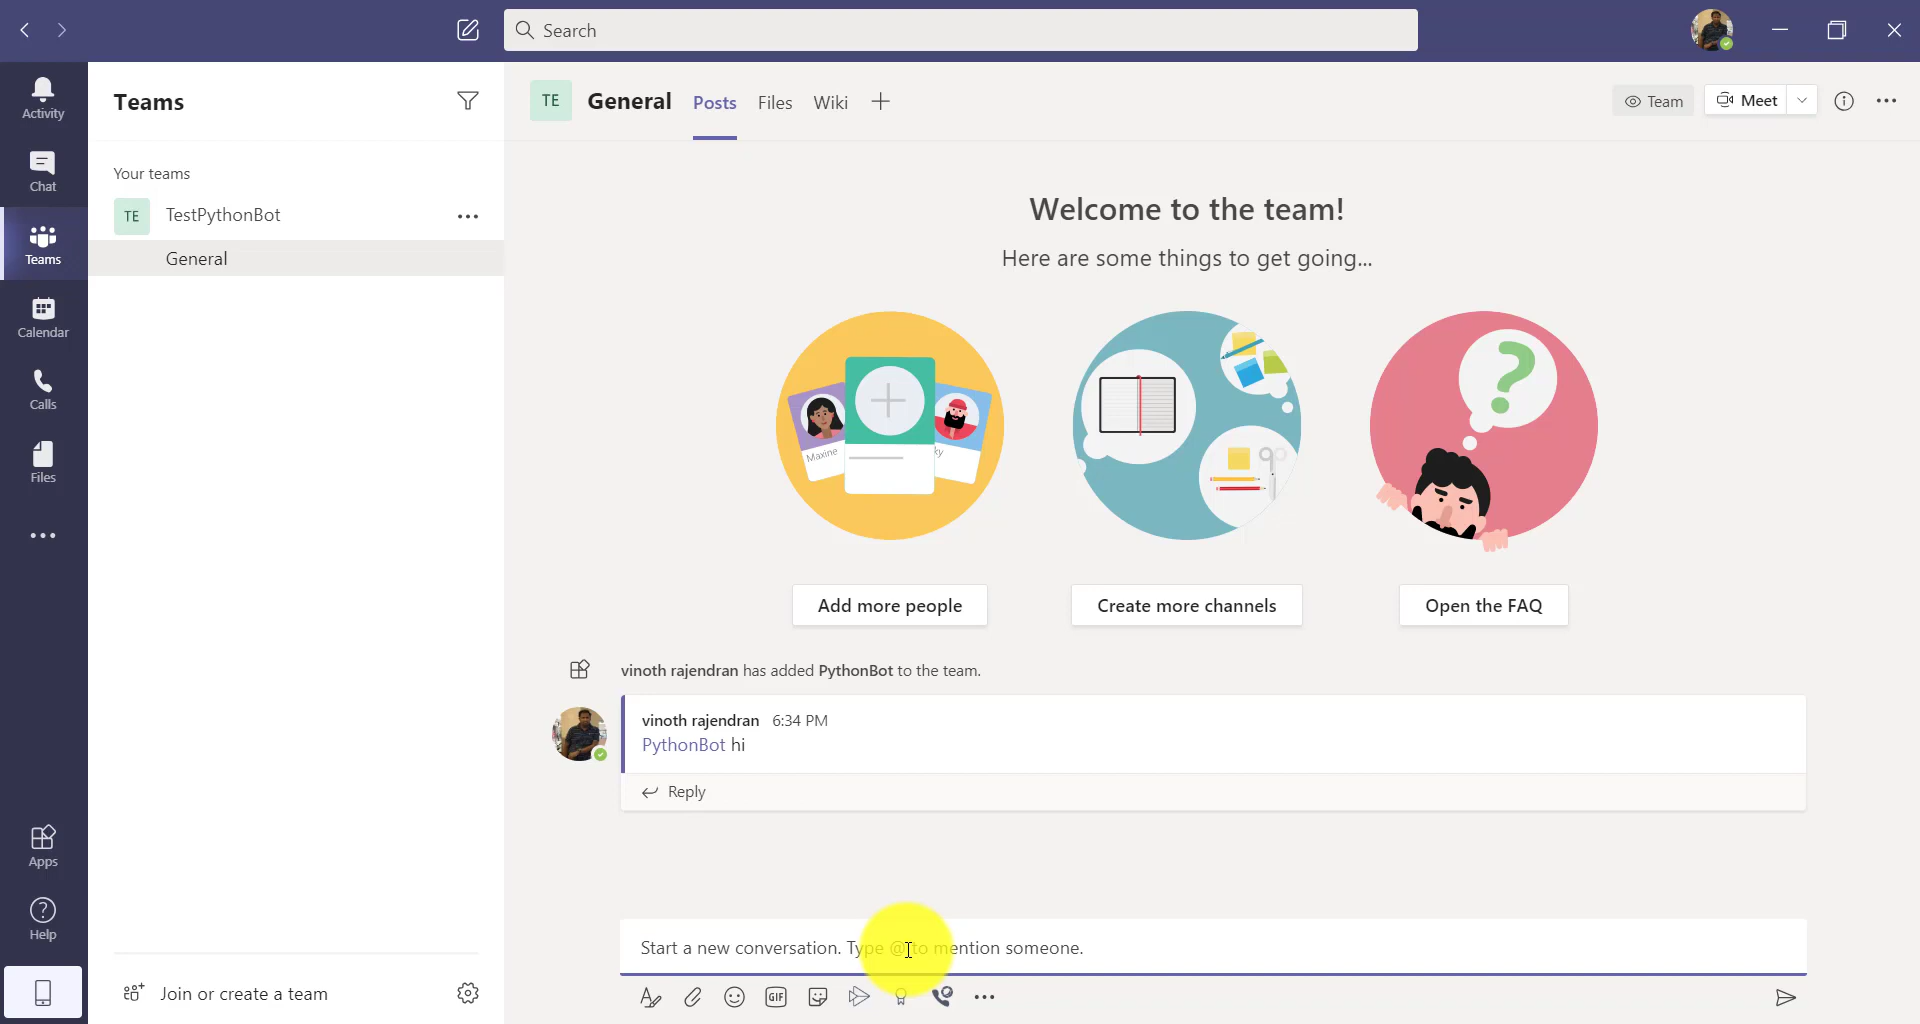 Search
Activity
Chat
Teams
Calendar
Calls
Files
Apps
Help
Teams
Your teams
TE TestPythonBot
General
Join or create a team
TE General Posts Files Wiki
Team Meet
Welcome to the team!
Here are some things to get going...
Maxine
ky
Add more people
Create more channels
Open the FAQ
vinoth rajendran has added PythonBot to the team.
vinoth rajendran 6:34 PM
PythonBot hi
Reply
Start a new conversation. Type @ to mention someone.
GIF